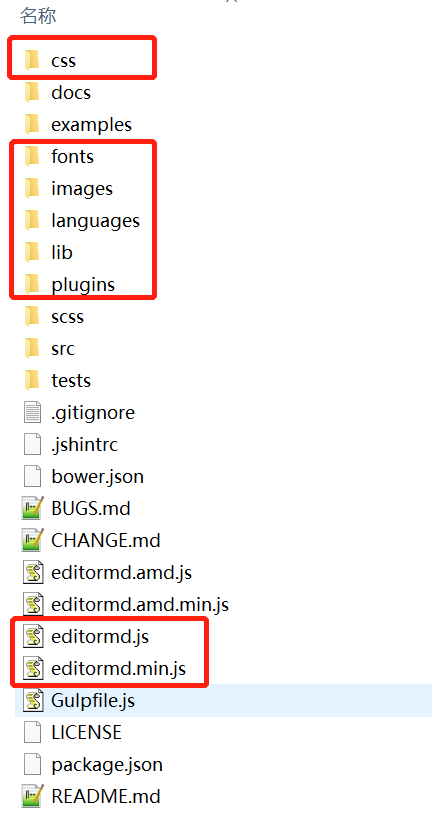 名称
css
docs
examples
fonts
images
languages
lib
plugins
scss
src
tests
.gitignore
.jshintrc
bower.json
BUGS.md
CHANGE.md
editormd.amd.js
editormd.amd.min.js
editormd.js
editormd.min.js
Gulpfile.js
LICENSE
package.json
README.md